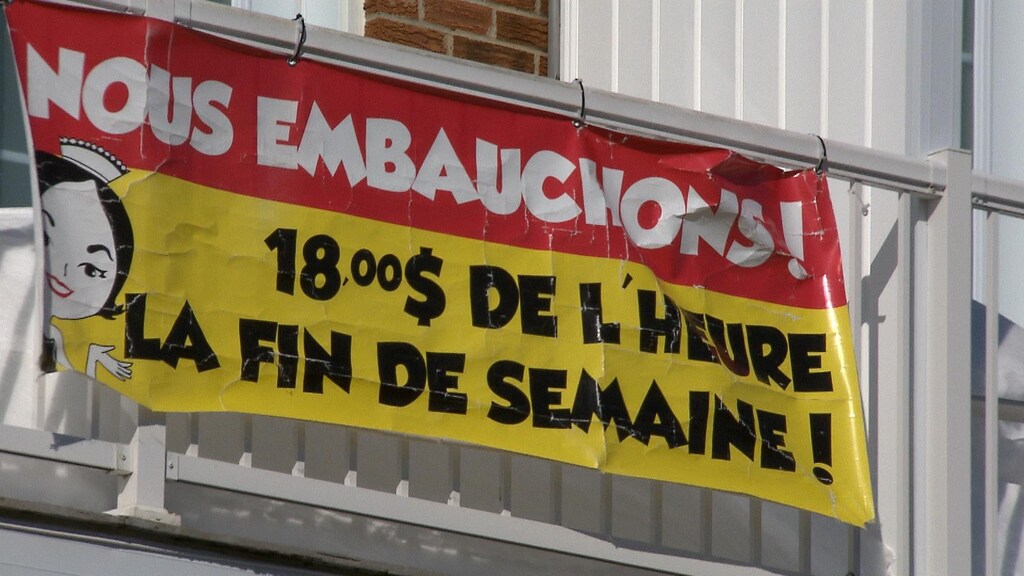 NOUS EMBAUCHONS!
18,00$ DE L'HEURE
LA FIN DE SEMAINE!